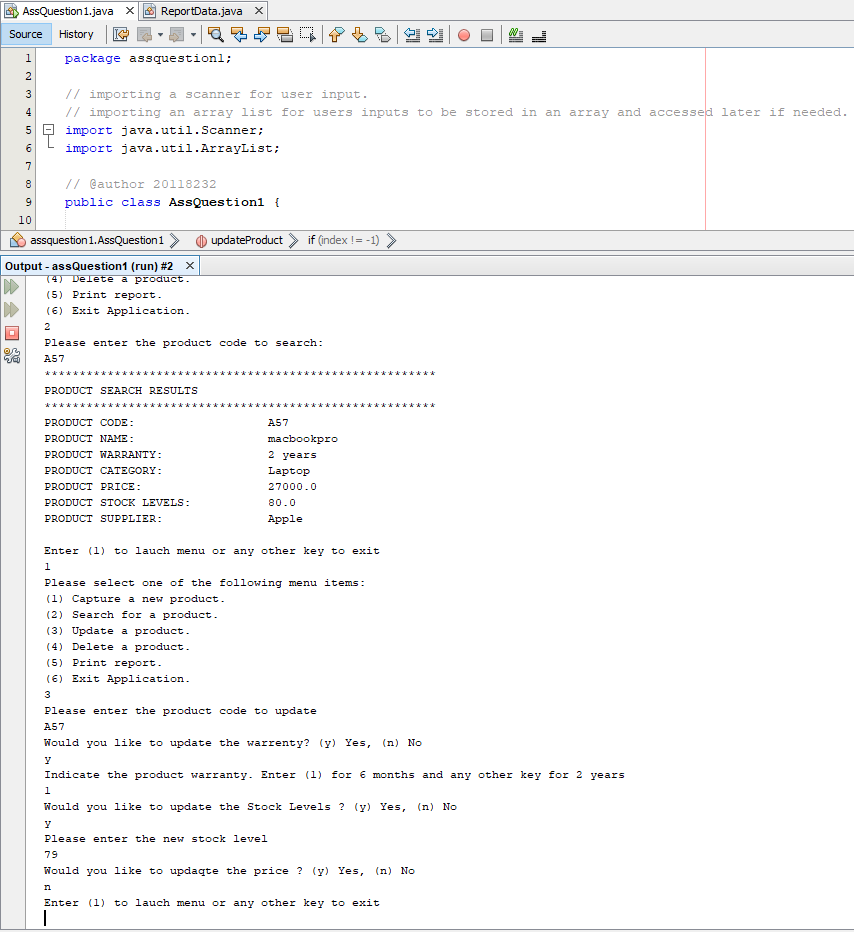 AssQuestion1.java ReportData.java
Source History
1 package assquestion1;
2
3 // importing a scanner for user input.
4 // importing an array list for users inputs to be stored in an array and accessed later if needed.
5 import java.util.Scanner;
6 import java.util.ArrayList;
7
8 // @author 20118232
9 public class AssQuestion1 {
10
assquestion1.AssQuestion1 updateProduct if (index != -1)
Output - assQuestion1 (run) #2
(4) Delete a product.
(5) Print report.
(6) Exit Application.
2
Please enter the product code to search:
A57
********************************************************
PRODUCT SEARCH RESULTS
********************************************************
PRODUCT CODE: A57
PRODUCT NAME: macbookpro
PRODUCT WARRANTY: 2 years
PRODUCT CATEGORY: Laptop
PRODUCT PRICE: 27000.0
PRODUCT STOCK LEVELS: 80.0
PRODUCT SUPPLIER: Apple
Enter (1) to lauch menu or any other key to exit
1
Please select one of the following menu items:
(1) Capture a new product.
(2) Search for a product.
(3) Update a product.
(4) Delete a product.
(5) Print report.
(6) Exit Application.
3
Please enter the product code to update
A57
Would you like to update the warrenty? (y) Yes, (n) No
y
Indicate the product warranty. Enter (1) for 6 months and any other key for 2 years
1
Would you like to update the Stock Levels ? (y) Yes, (n) No
y
Please enter the new stock level
79
Would you like to updaqte the price ? (y) Yes, (n) No
n
Enter (1) to lauch menu or any other key to exit